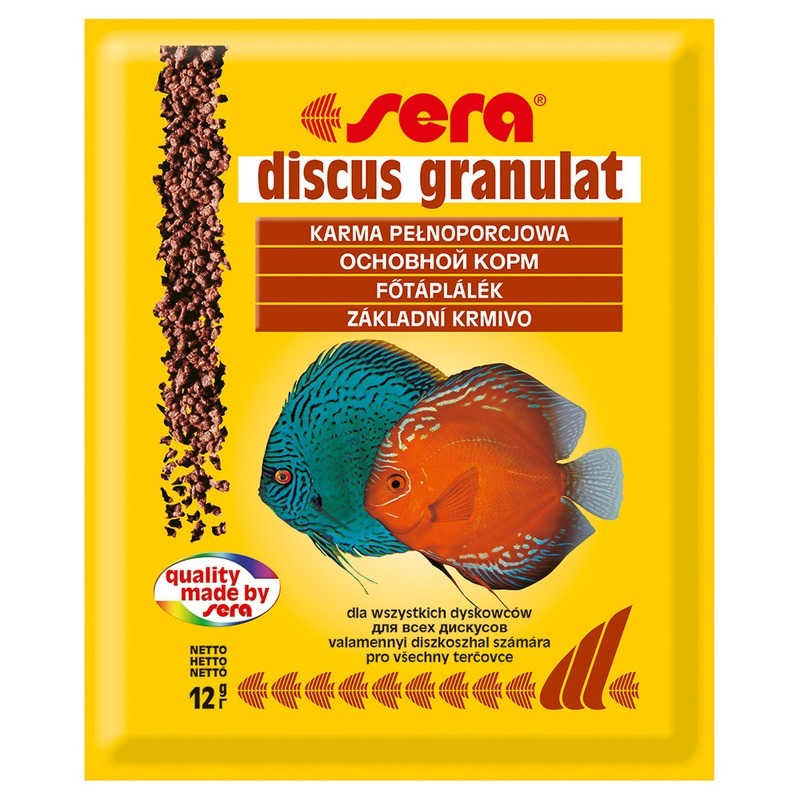 sera®
discus granulat
KARMA PEŁNOPORCJOWA
ОСНОВНОЙ КОРМ
FŐTÁPLÁLÉK
ZÁKLADNÍ KRMIVO
quality
made by
sera
dla wszystkich dyskowców
для всех дискусов
valamennyi diszkoszhal számára
pro všechny terčovce
NETTO
НЕТТО
NETTÓ
12 g
г